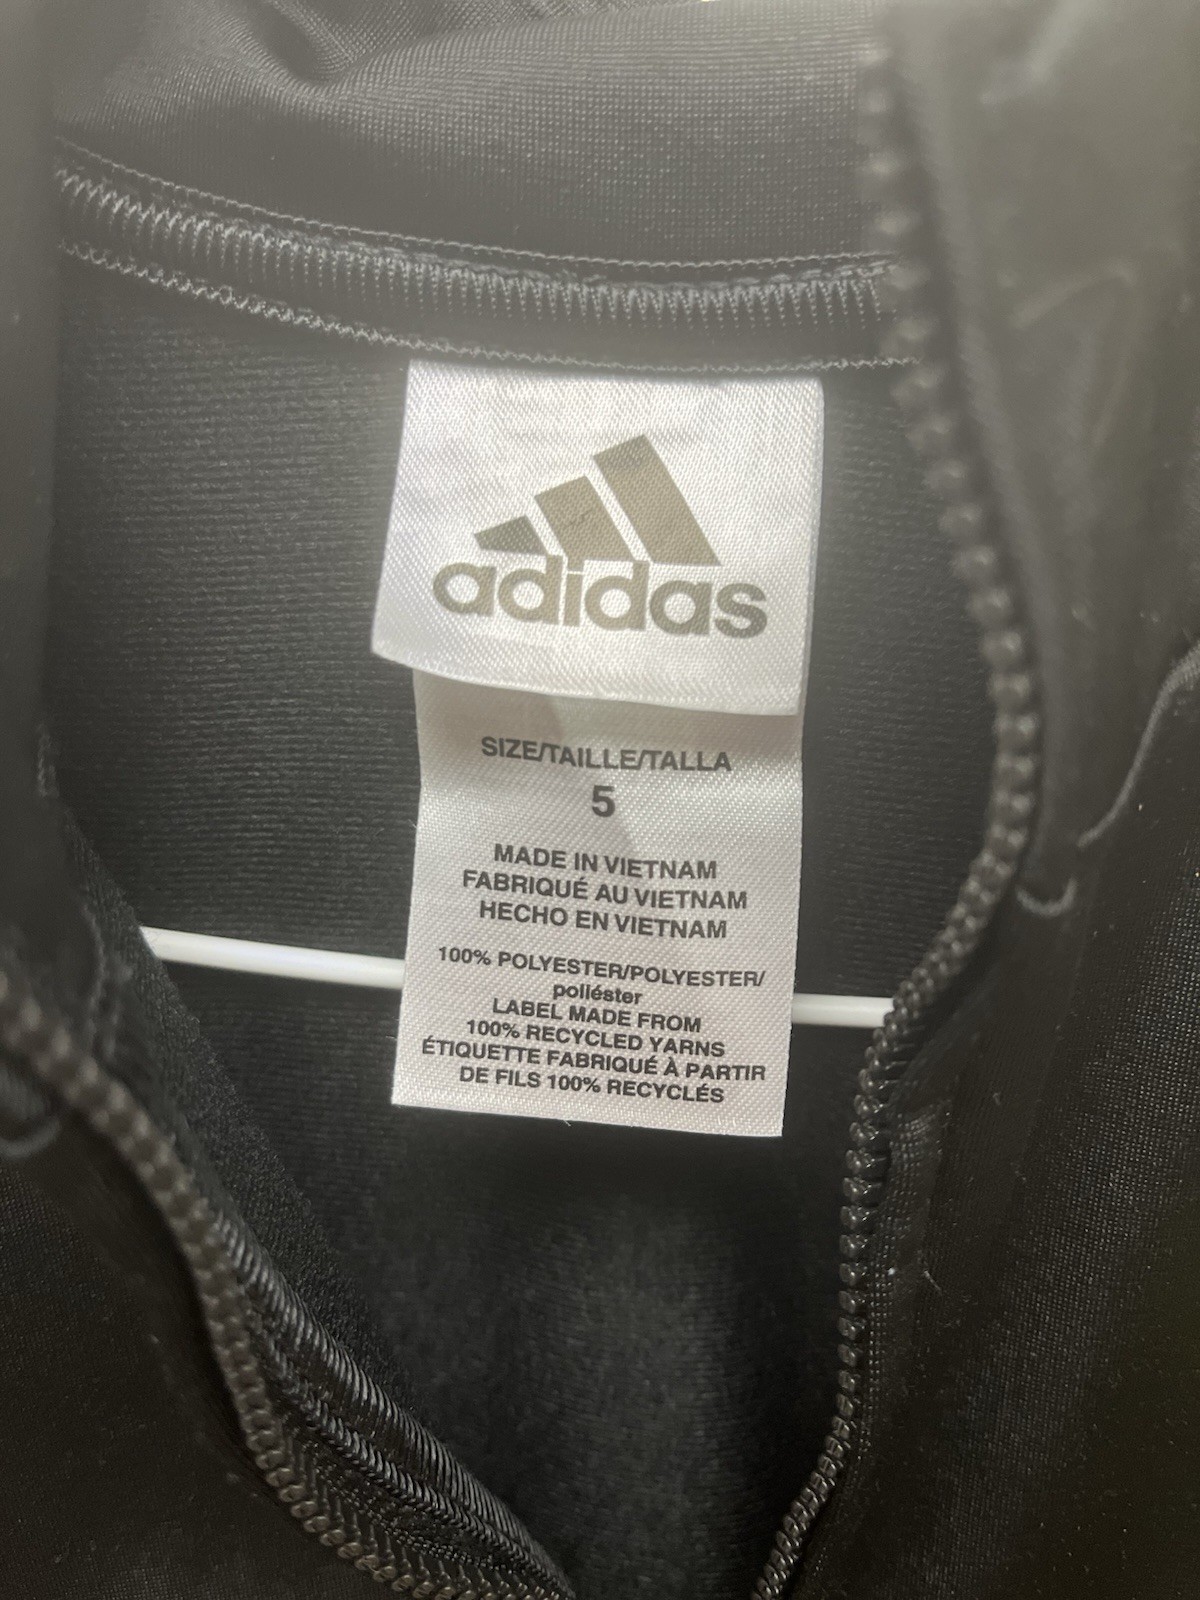 adidas
SIZE/TAILLE/TALLA
5
MADE IN VIETNAM
FABRIQUÉ AU VIETNAM
HECHO EN VIETNAM
100% POLYESTER/POLYESTER/
poliéster
LABEL MADE FROM
100% RECYCLED YARNS
ÉTIQUETTE FABRIQUÉ À PARTIR
DE FILS 100% RECYCLÉS